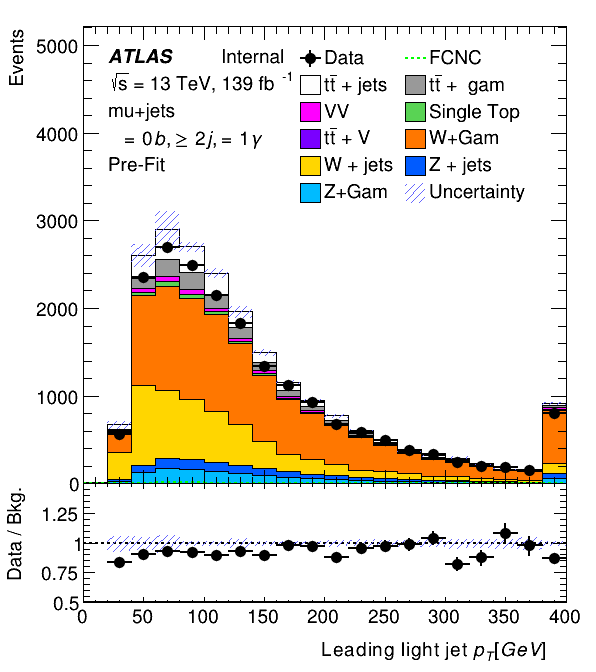 Events
5000
4000
3000
2000
1000
0
ATLAS Internal
√s = 13 TeV, 139 fb⁻¹
mu+jets
= 0b, ≥ 2j, = 1γ
Pre-Fit
Data FCNC
tt̄ + jets tt̄ + gam
VV Single Top
tt̄ + V W+Gam
W + jets Z + jets
Z+Gam Uncertainty
Data / Bkg.
1.25
1
0.75
0.5
0 50 100 150 200 250 300 350 400
Leading light jet p_T[GeV]